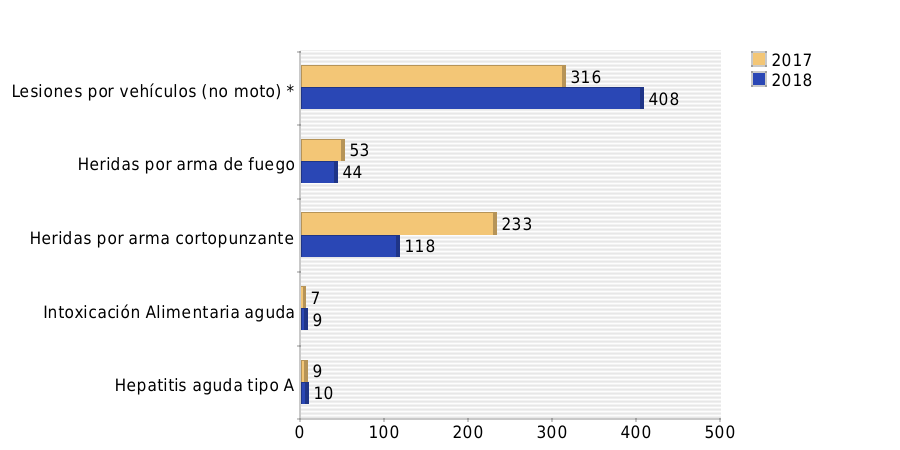 2017
2018
Lesiones por vehículos (no moto) *
316
408
Heridas por arma de fuego
53
44
Heridas por arma cortopunzante
233
118
Intoxicación Alimentaria aguda
7
9
Hepatitis aguda tipo A
9
10
0 100 200 300 400 500